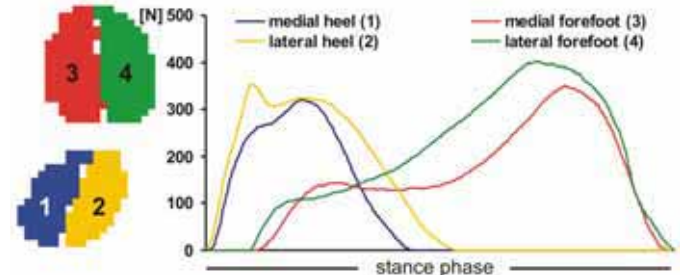 [N] 500
medial heel (1)
medial forefoot (3)
lateral heel (2)
lateral forefoot (4)
400
3 4
300
200
1 2
100
0
stance phase